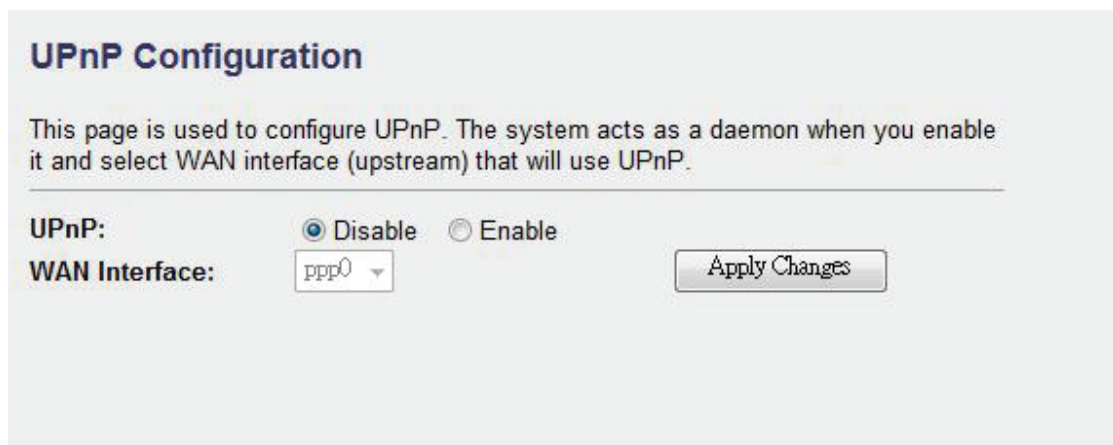 UPnP Configuration
This page is used to configure UPnP. The system acts as a daemon when you enable
it and select WAN interface (upstream) that will use UPnP.
UPnP: Disable Enable
WAN Interface: ppp0 Apply Changes